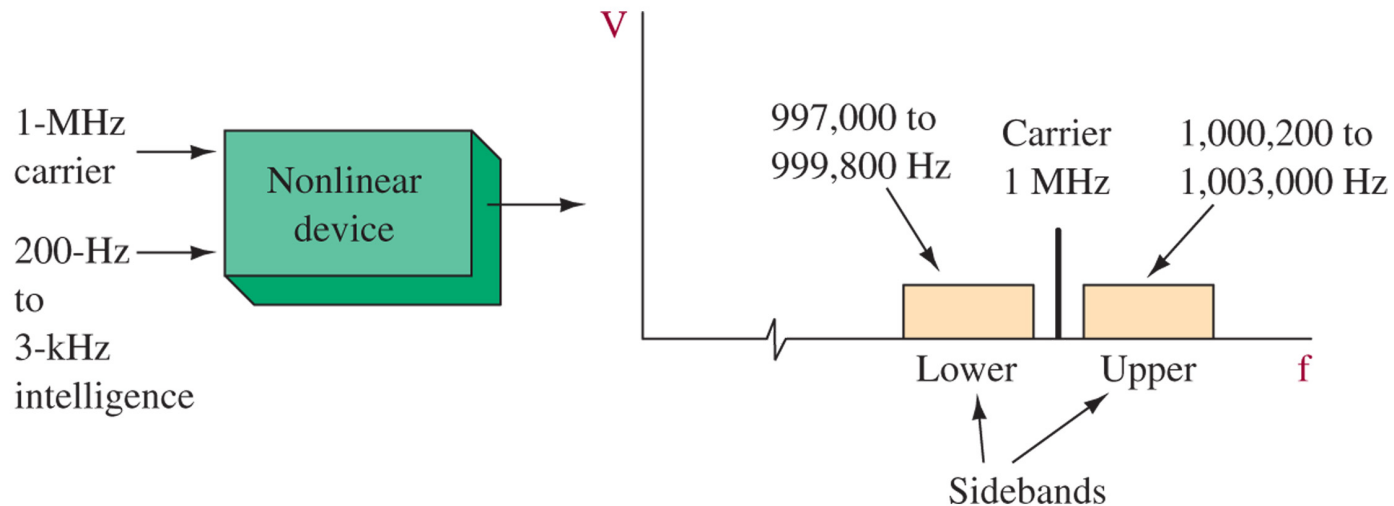 1-MHz
carrier
200-Hz
to
3-kHz
intelligence
Nonlinear
device
V
997,000 to
999,800 Hz
Carrier
1 MHz
1,000,200 to
1,003,000 Hz
Lower
Upper
f
Sidebands